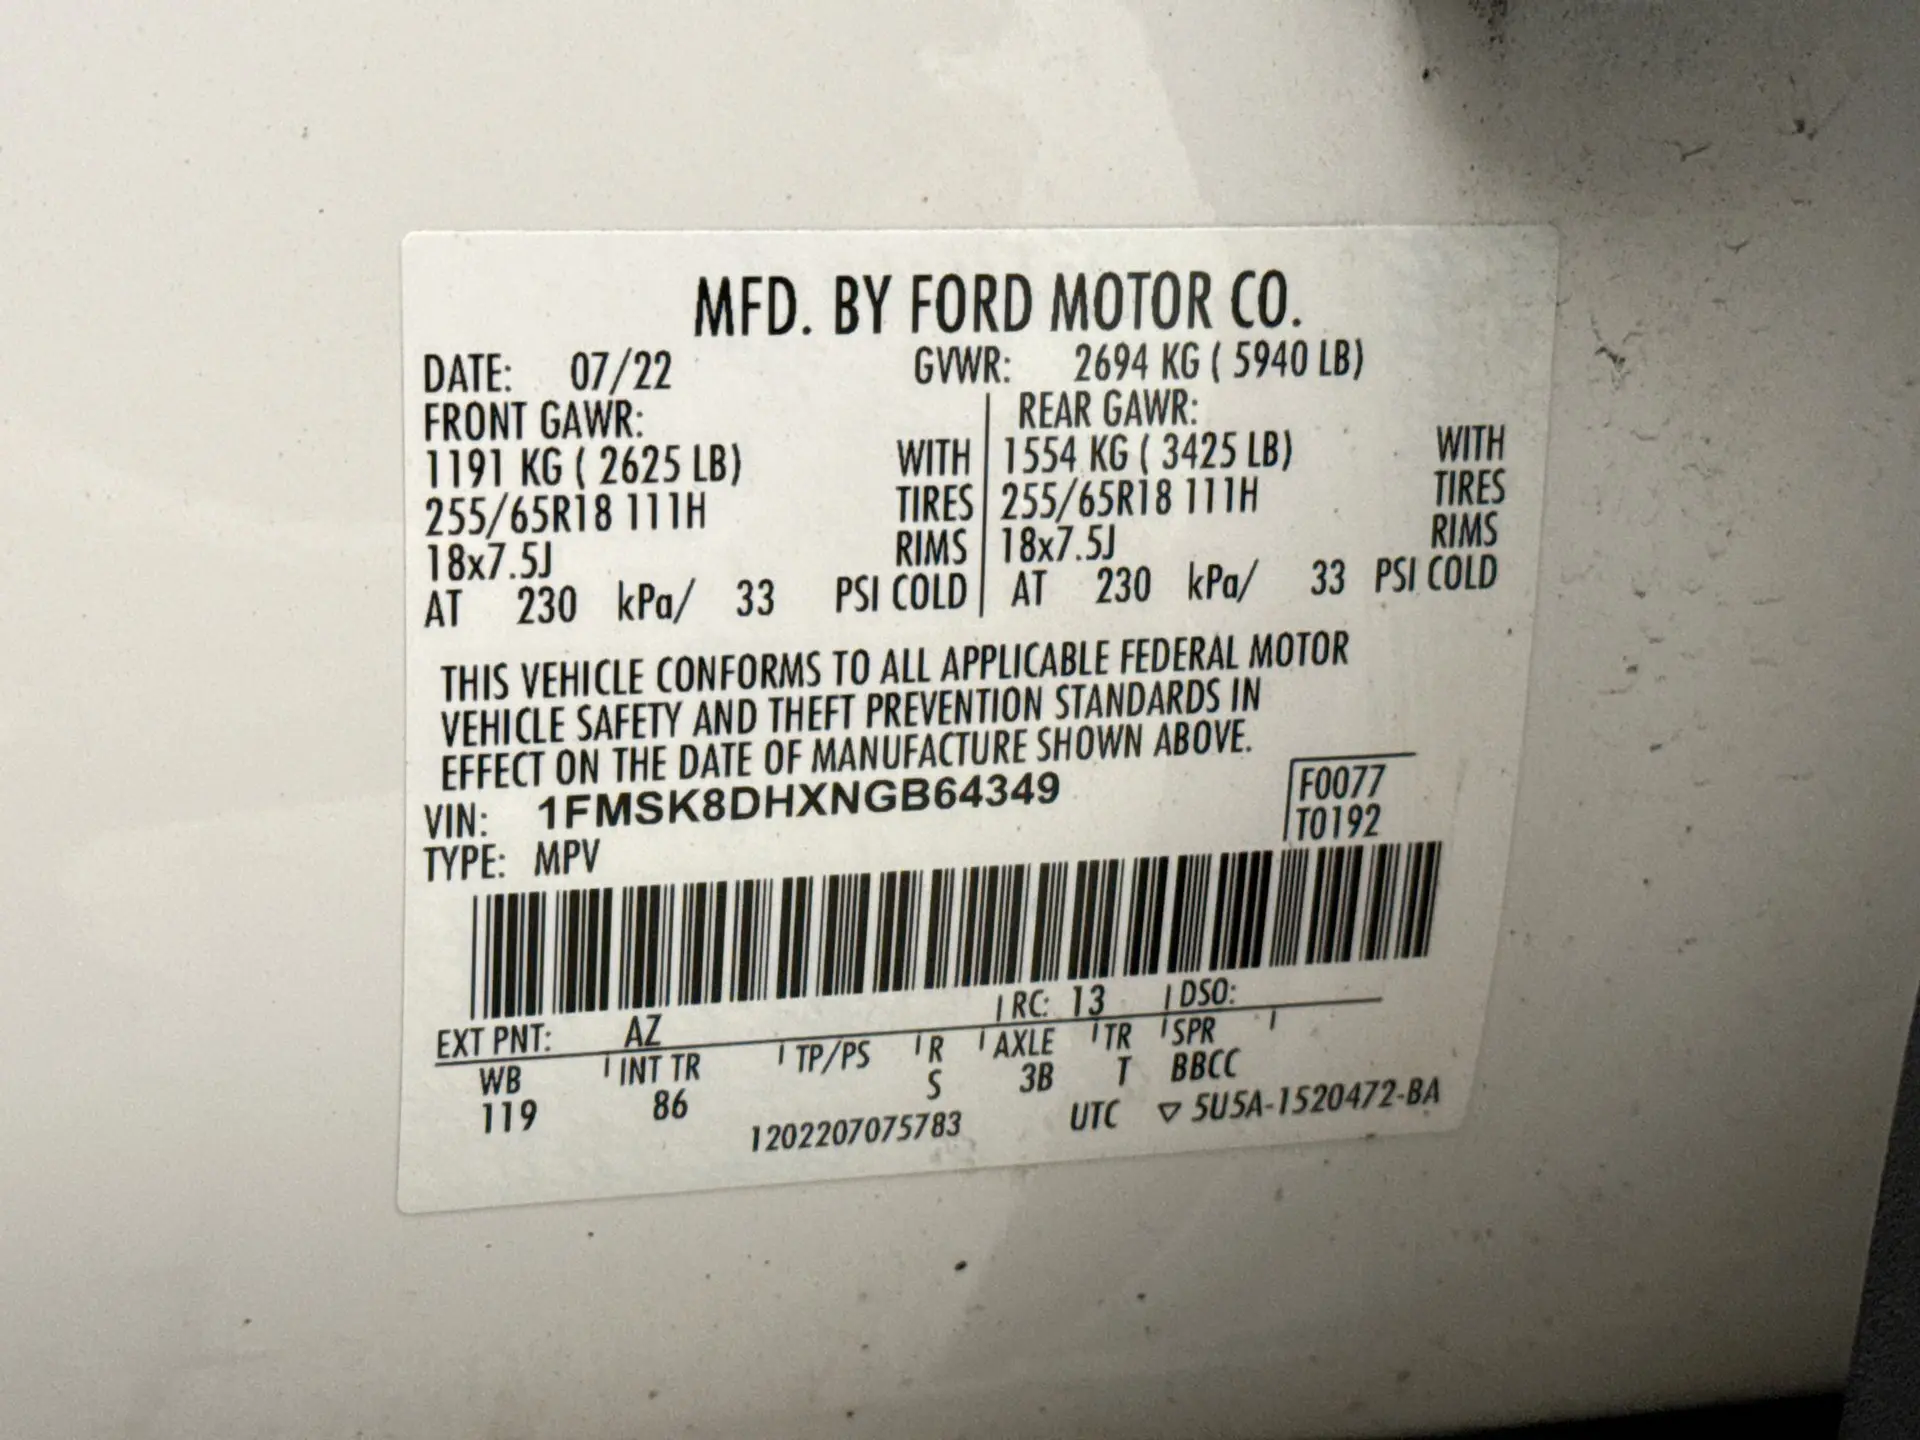 MFD. BY FORD MOTOR CO.
DATE: 07/22 GVWR: 2694 KG ( 5940 LB)
FRONT GAWR: REAR GAWR:
1191 KG ( 2625 LB) WITH 1554 KG ( 3425 LB) WITH
255/65R18 111H TIRES 255/65R18 111H TIRES
18x7.5J RIMS 18x7.5J RIMS
AT 230 kPa/ 33 PSI COLD AT 230 kPa/ 33 PSI COLD
THIS VEHICLE CONFORMS TO ALL APPLICABLE FEDERAL MOTOR
VEHICLE SAFETY AND THEFT PREVENTION STANDARDS IN
EFFECT ON THE DATE OF MANUFACTURE SHOWN ABOVE.
VIN: 1FMSK8DHXNGB64349 F0077
TYPE: MPV T0192
EXT PNT: AZ RC: 13 DSO:
WB INT TR TP/PS R AXLE TR SPR
119 86 S 3B T BBCC
1202207075783 UTC ▽ 5U5A-1520472-BA